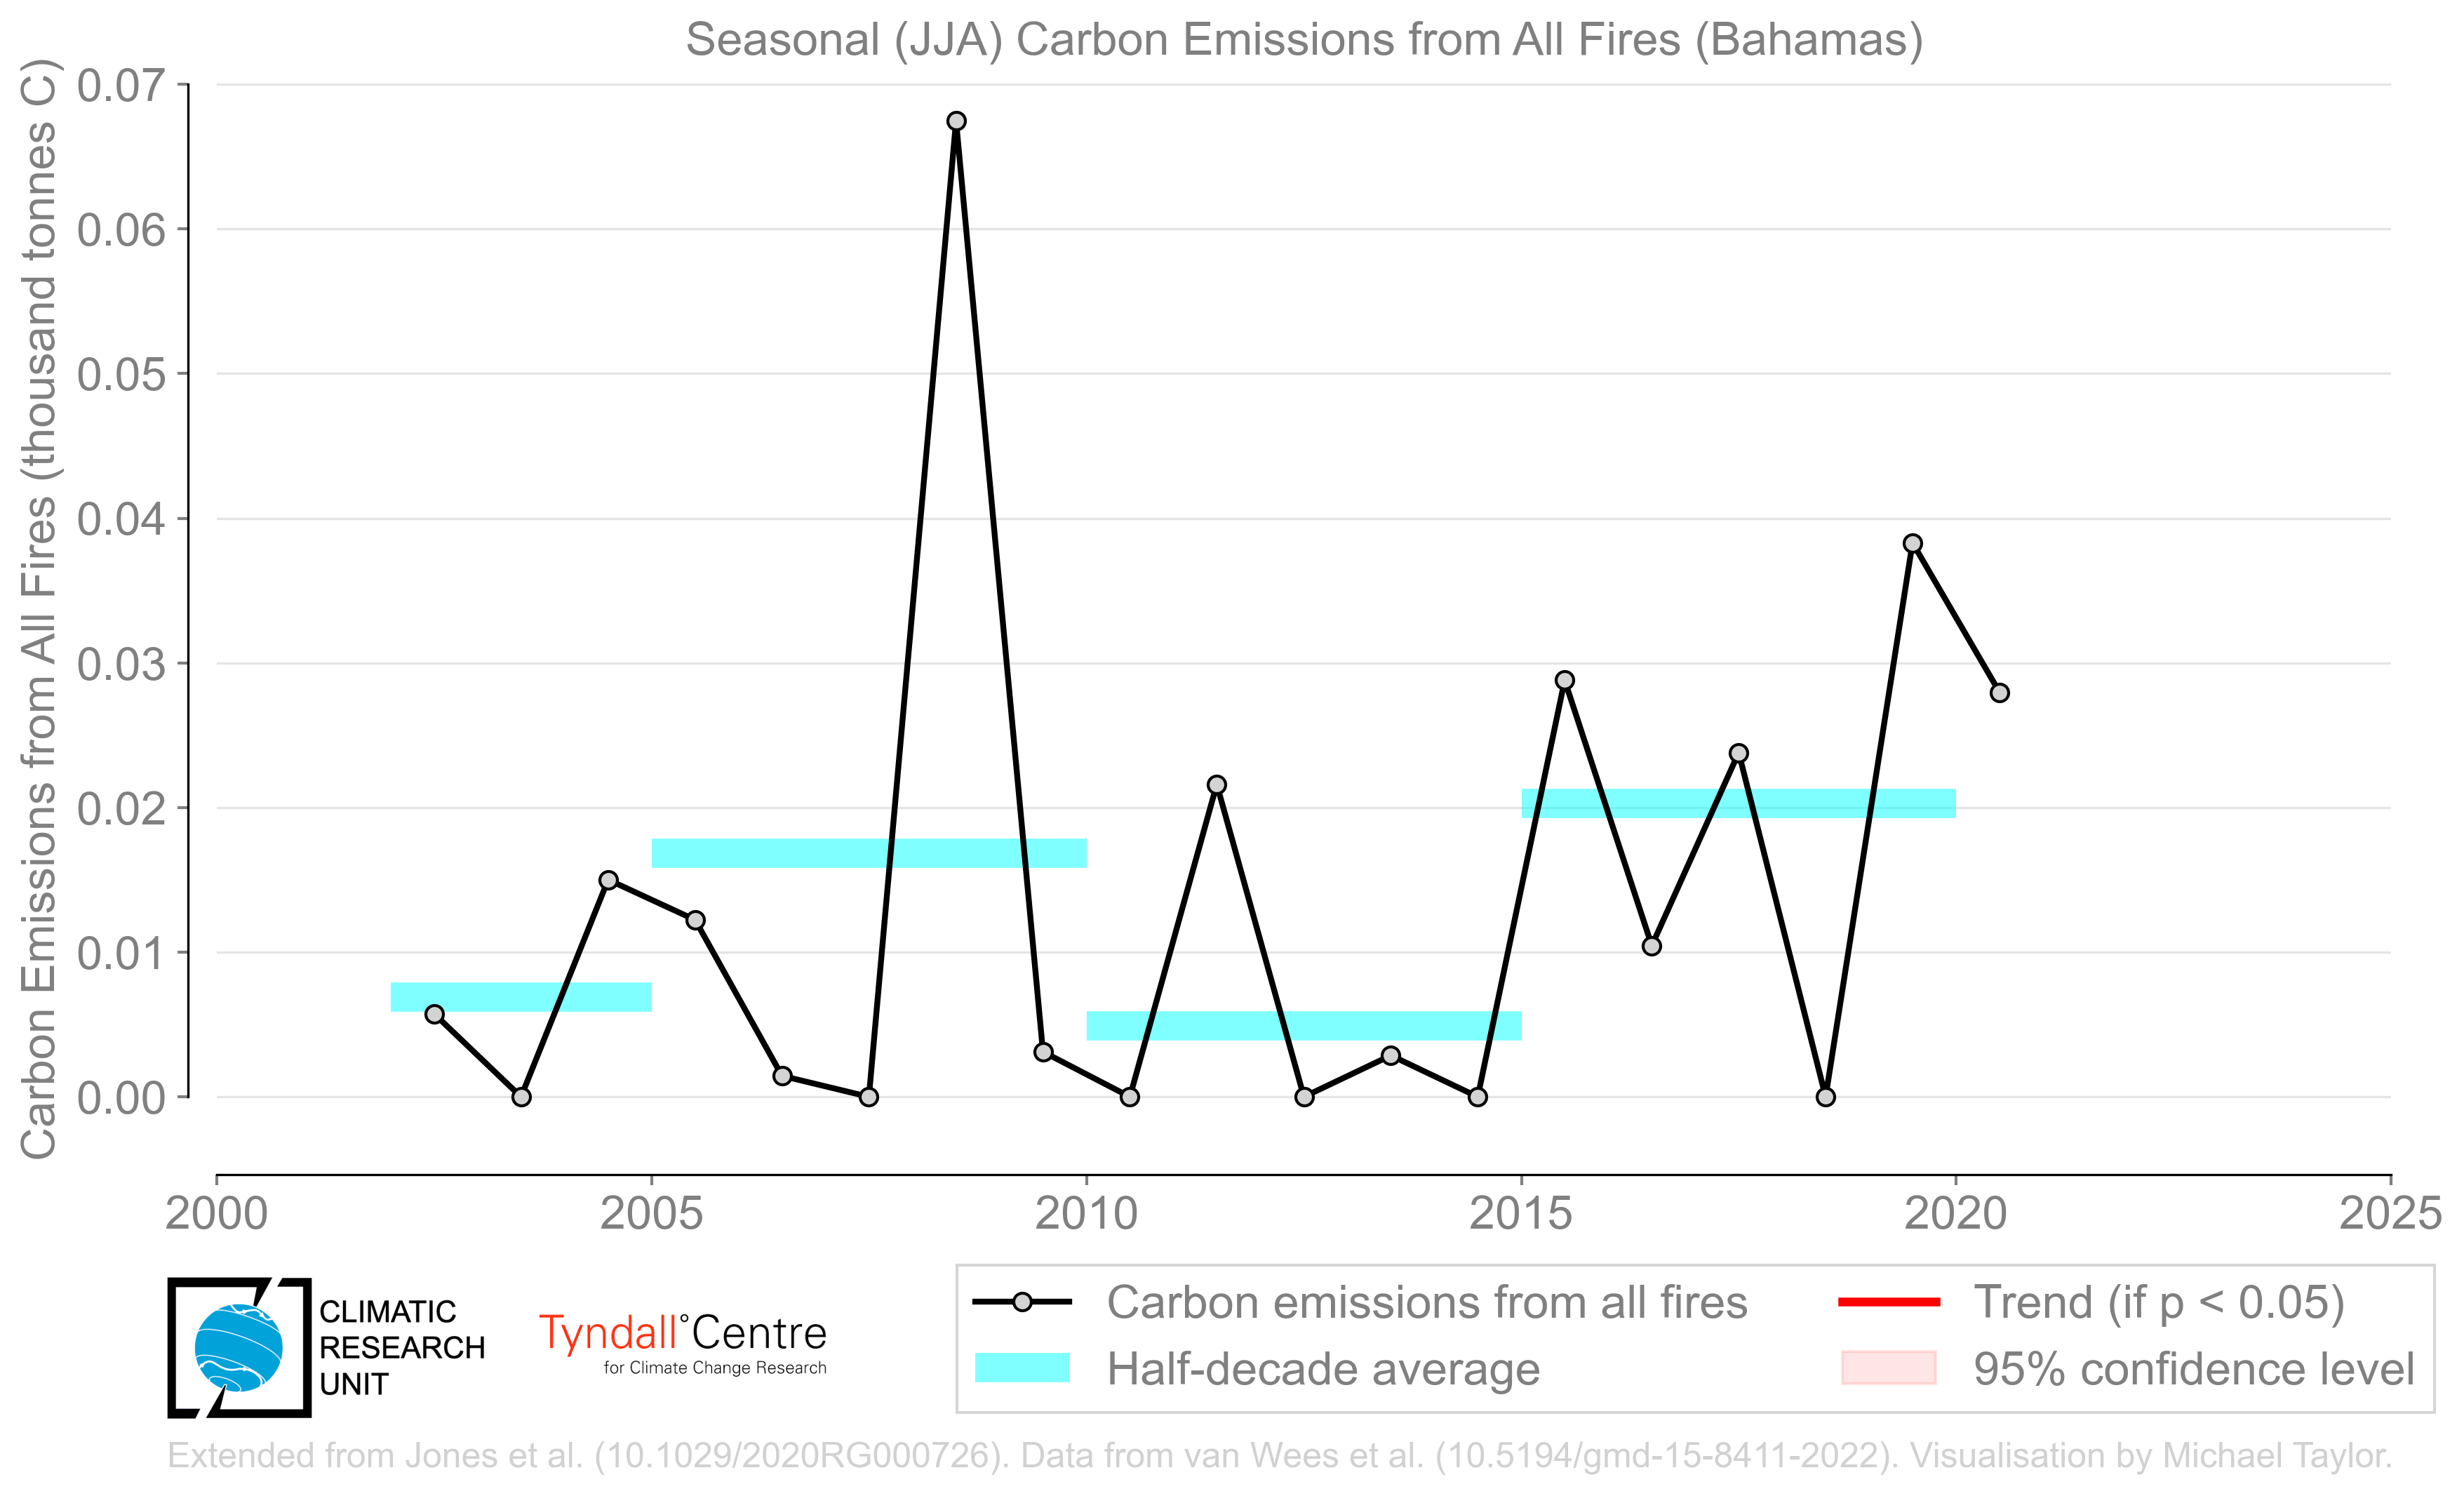 Seasonal (JJA) Carbon Emissions from All Fires (Bahamas)
Carbon Emissions from All Fires (thousand tonnes C)
0.07
0.06
0.05
0.04
0.03
0.02
0.01
0.00
2000 2005 2010 2015 2020 2025
CLIMATIC
RESEARCH
UNIT
Tyndall°Centre
for Climate Change Research
Carbon emissions from all fires
Half-decade average
Trend (if p < 0.05)
95% confidence level
Extended from Jones et al. (10.1029/2020RG000726). Data from van Wees et al. (10.5194/gmd-15-8411-2022). Visualisation by Michael Taylor.